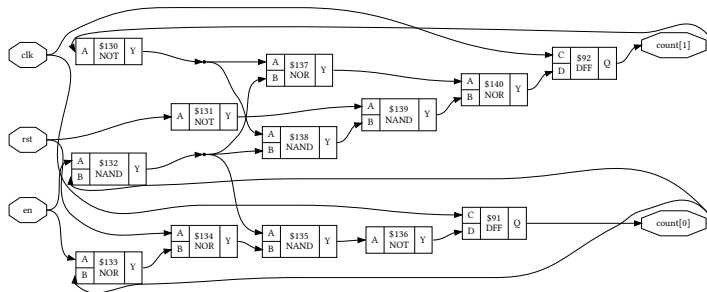 clk
rst
en
A
$130
NOT
Y
A
$131
NOT
Y
A
B
$132
NAND
Y
A
B
$133
NOR
Y
A
B
$134
NOR
Y
A
B
$137
NOR
Y
A
B
$138
NAND
Y
A
B
$135
NAND
Y
A
B
$139
NAND
Y
A
$136
NOT
Y
A
B
$140
NOR
Y
C
D
$91
DFF
Q
C
D
$92
DFF
Q
count[1]
count[0]